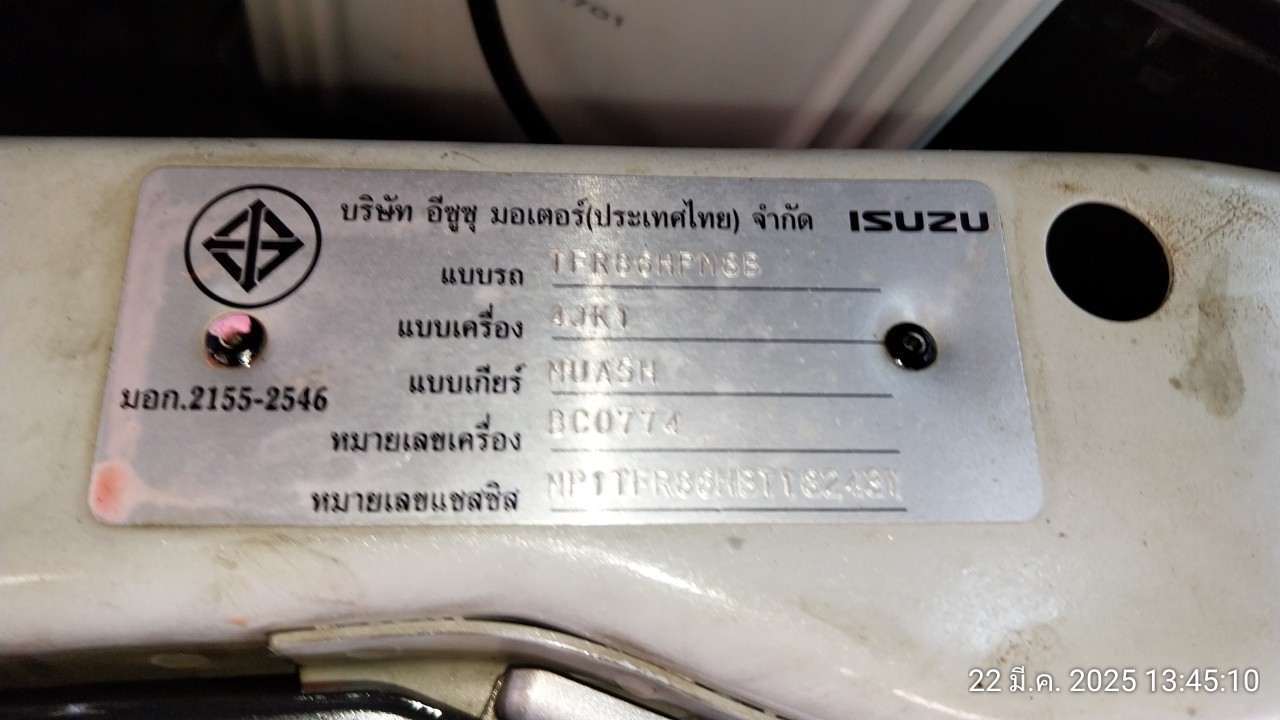 บริษัท อีซูซุ มอเตอร์(ประเทศไทย) จำกัด ISUZU
แบบรถ
แบบเครื่อง 4JK1
แบบเกียร์ MUA5H
มอก.2155-2546
หมายเลขเครื่อง BC0774
หมายเลขแชสซีส
22 มี.ค. 2025 13:45:10